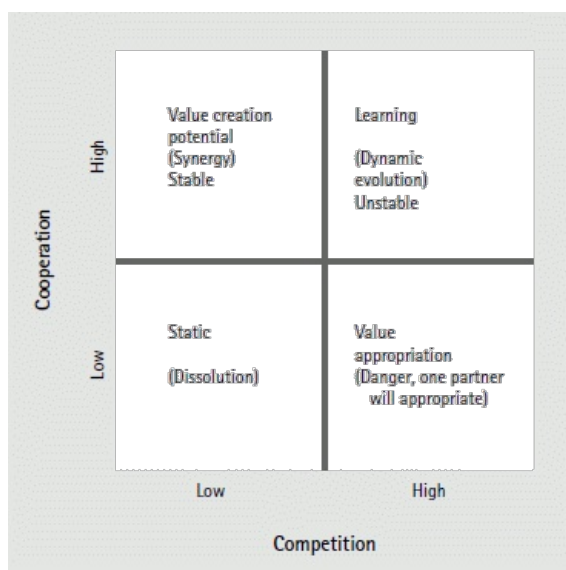 Cooperation
High
Value creation
potential
(Synergy)
Stable
Learning
(Dynamic
evolution)
Unstable
Low
Static
(Dissolution)
Value
appropriation
(Danger, one partner
will appropriate)
Low
High
Competition